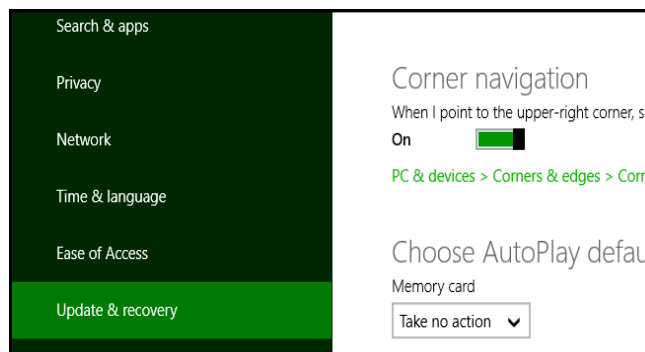 Search & apps
Privacy
Network
Time & language
Ease of Access
Update & recovery
Corner navigation
When I point to the upper-right corner, s
On
PC & devices > Corners & edges > Corr
Choose AutoPlay defau
Memory card
Take no action